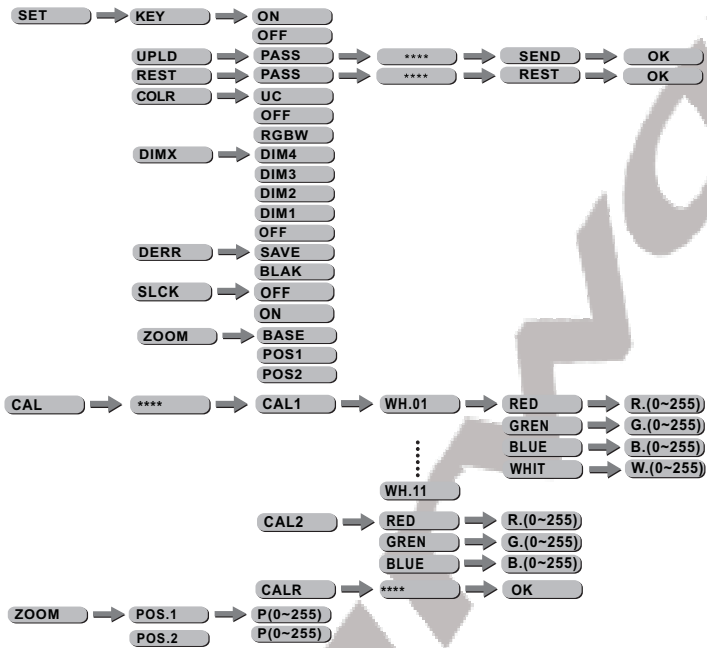 SET KEY ON
OFF
UPLD PASS **** SEND OK
REST PASS **** REST OK
COLR UC
OFF
RGBW
DIMX DIM4
DIM3
DIM2
DIM1
OFF
DERR SAVE
BLAK
SLCK OFF
ON
ZOOM BASE
POS1
POS2
CAL **** CAL1 WH.01 RED R.(0~255)
GREN G.(0~255)
BLUE B.(0~255)
WHIT W.(0~255)
WH.11
CAL2 RED R.(0~255)
GREN G.(0~255)
BLUE B.(0~255)
CALR **** OK
ZOOM POS.1 P(0~255)
POS.2 P(0~255)